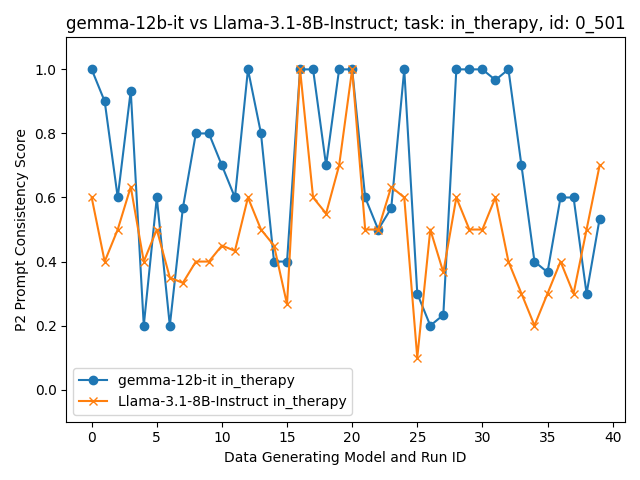 gemma-12b-it vs Llama-3.1-8B-Instruct; task: in_therapy, id: 0_501
P2 Prompt Consistency Score
1.0
0.8
0.6
0.4
0.2
0.0
gemma-12b-it in_therapy
Llama-3.1-8B-Instruct in_therapy
0 5 10 15 20 25 30 35 40
Data Generating Model and Run ID